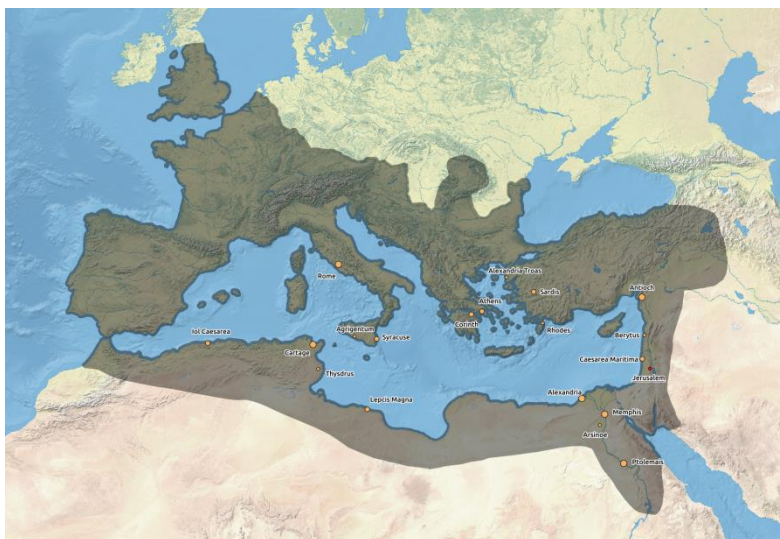 Alexandria Troas
Rome
Sardis
Antioch
Athens
Corinth
Rhodes
Iol Caesarea
Agrigentum
Syracuse
Berytus
Cartage
Caesarea Maritima
Thysdrus
Jerusalem
Lepcis Magna
Alexandria
Memphis
Arsinoe
Ptolemais